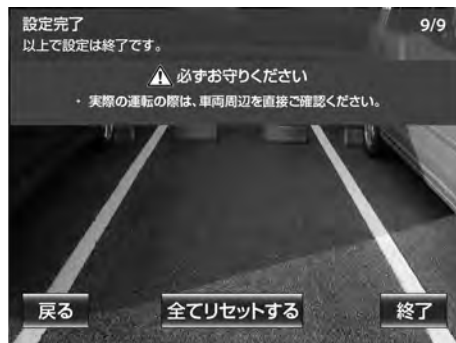 設定完了
9/9
以上で設定は終了です。
必ずお守りください
・ 実際の運転の際は、車両周辺を直接ご確認ください。
戻る
全てリセットする
終了